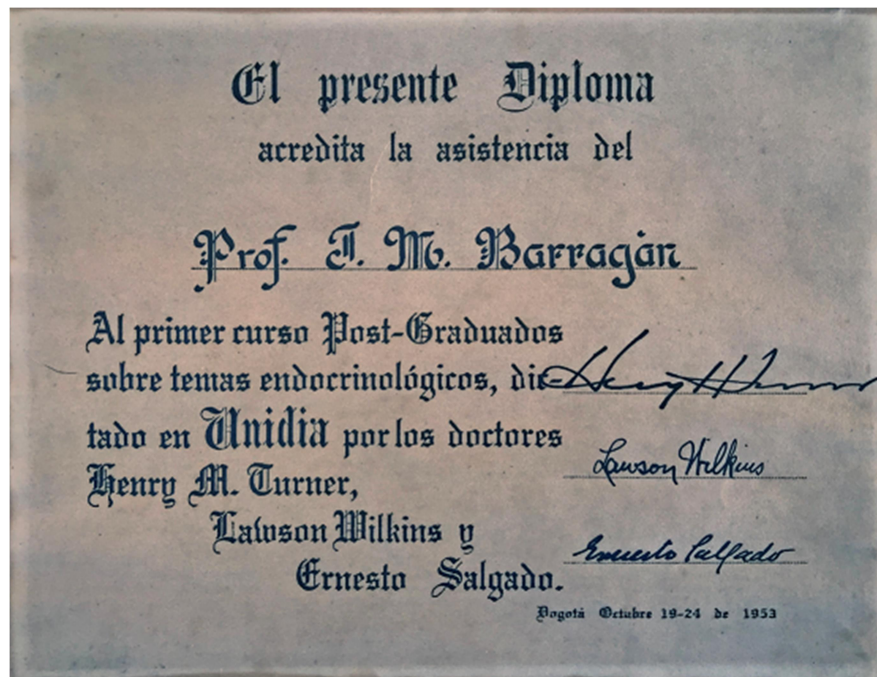 El presente Diploma
acredita la asistencia del
Prof. J. M. Barragán
Al primer curso Post-Graduados
sobre temas endocrinológicos, dic-
tado en Unidia por los doctores
Henry M. Turner,
Lawson Wilkins y
Ernesto Salgado.
Henry H Turner
Lawson Wilkins
Ernesto Salgado
Bogotá Octubre 19-24 de 1953